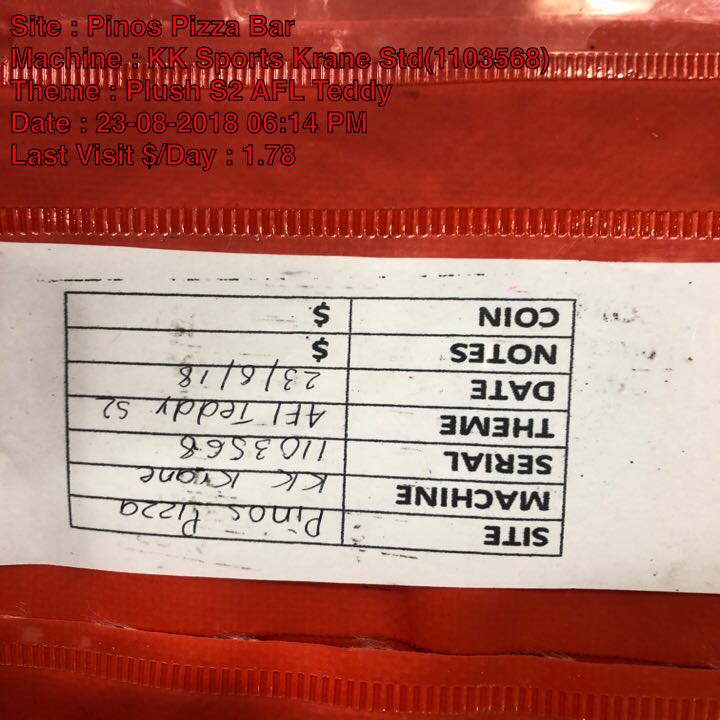 Site : Pinos Pizza Bar
Machine : KK Sports Krane Std(1103568)
Theme : Plush S2 AFL Teddy
Date : 23-08-2018 06:14 PM
Last Visit $/Day : 1.78
SITE Pinos Pizza
MACHINE KK Krane
SERIAL 1103568
THEME AFL Teddy S2
DATE 23/8/18
NOTES $
COIN $